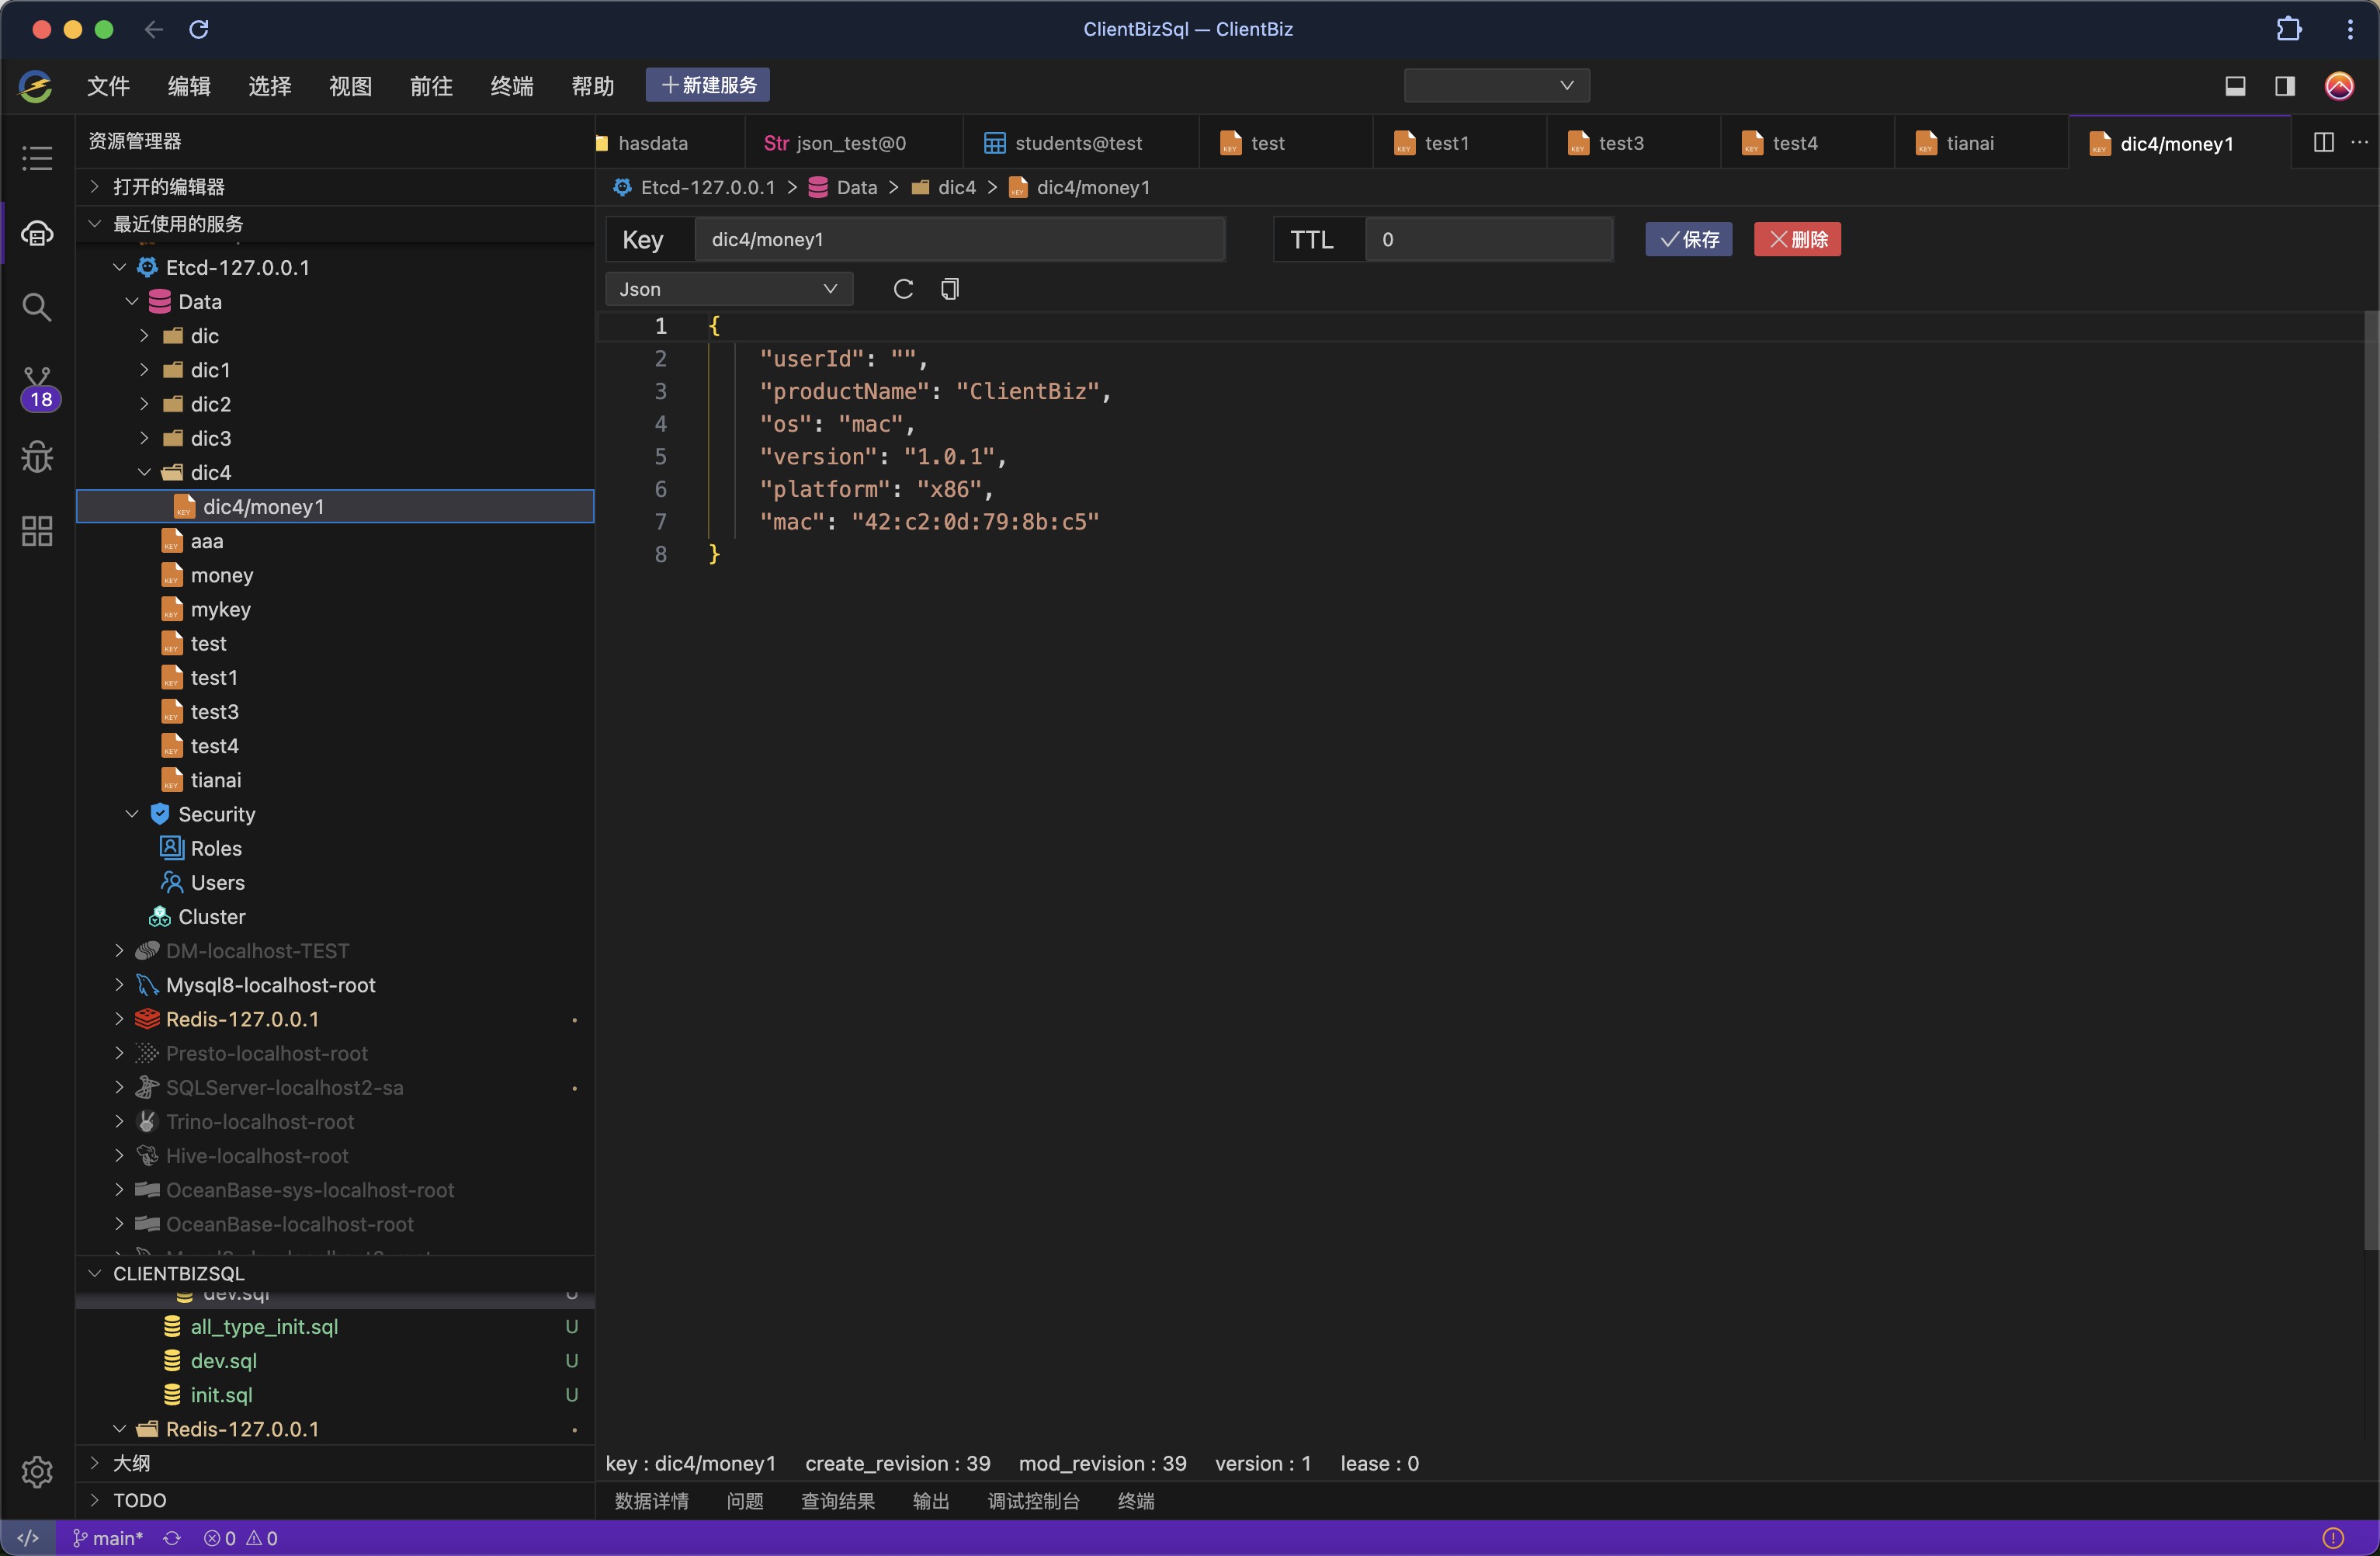 ClientBizSql — ClientBiz
文件 编辑 选择 视图 前往 终端 帮助 新建服务
资源管理器
hasdata Str json_test@0 students@test test test1 test3 test4 tianai dic4/money1
打开的编辑器
Etcd-127.0.0.1 > Data > dic4 > dic4/money1
最近使用的服务
Key dic4/money1 TTL 0 保存 删除
Json
1 {
2 "userId": "",
3 "productName": "ClientBiz",
4 "os": "mac",
5 "version": "1.0.1",
6 "platform": "x86",
7 "mac": "42:c2:0d:79:8b:c5"
8 }
Etcd-127.0.0.1
Data
dic
dic1
dic2
dic3
dic4
KEY dic4/money1
KEY aaa
KEY money
KEY mykey
KEY test
KEY test1
KEY test3
KEY test4
KEY tianai
Security
Roles
Users
Cluster
DM-localhost-TEST
Mysql8-localhost-root
Redis-127.0.0.1
Presto-localhost-root
SQLServer-localhost2-sa
Trino-localhost-root
Hive-localhost-root
OceanBase-sys-localhost-root
OceanBase-localhost-root
CLIENTBIZSQL
dev.sql U
all_type_init.sql U
dev.sql U
init.sql U
Redis-127.0.0.1
大纲
TODO
18
key : dic4/money1 create_revision : 39 mod_revision : 39 version : 1 lease : 0
数据详情 问题 查询结果 输出 调试控制台 终端
main* 0 0